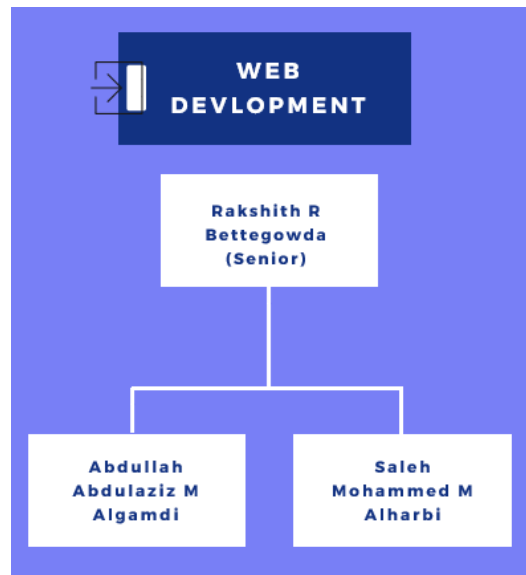 WEB
DEVLOPMENT
Rakshith R
Bettegowda
(Senior)
Abdullah
Abdulaziz M
Algamdi
Saleh
Mohammed M
Alharbi